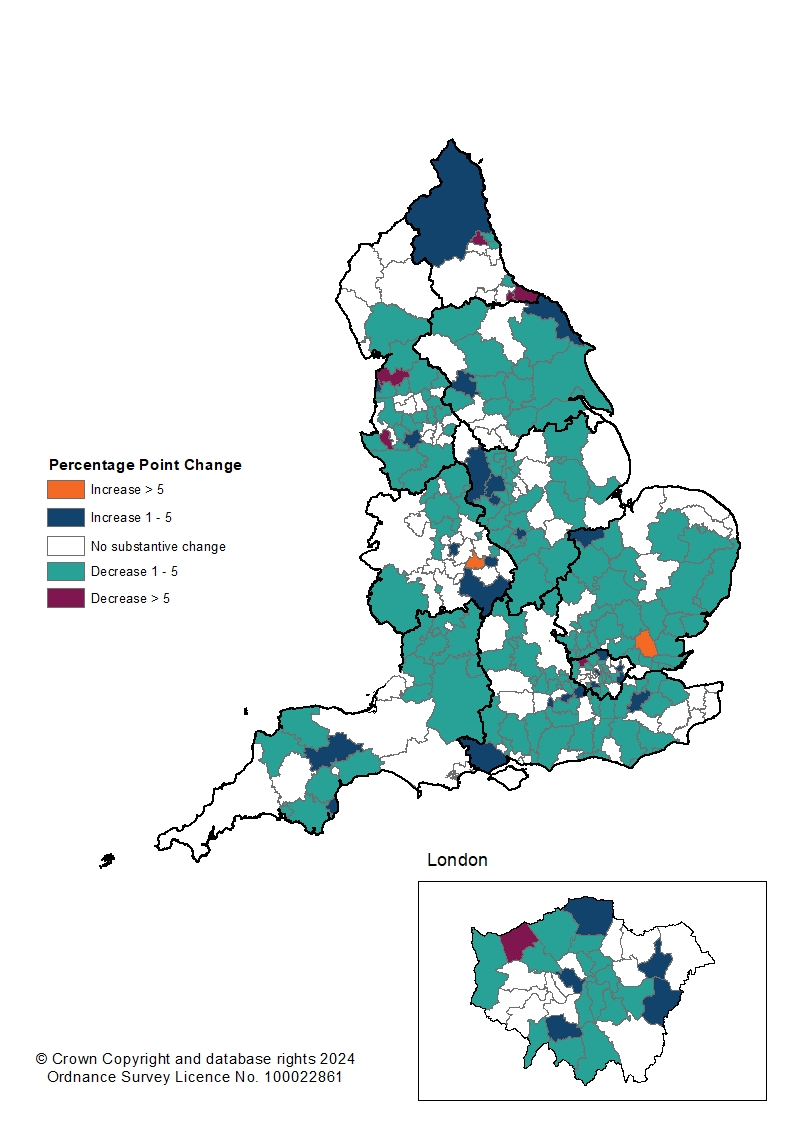 Percentage Point Change
Increase > 5
Increase 1 - 5
No substantive change
Decrease 1 - 5
Decrease > 5
London
© Crown Copyright and database rights 2024
Ordnance Survey Licence No. 100022861